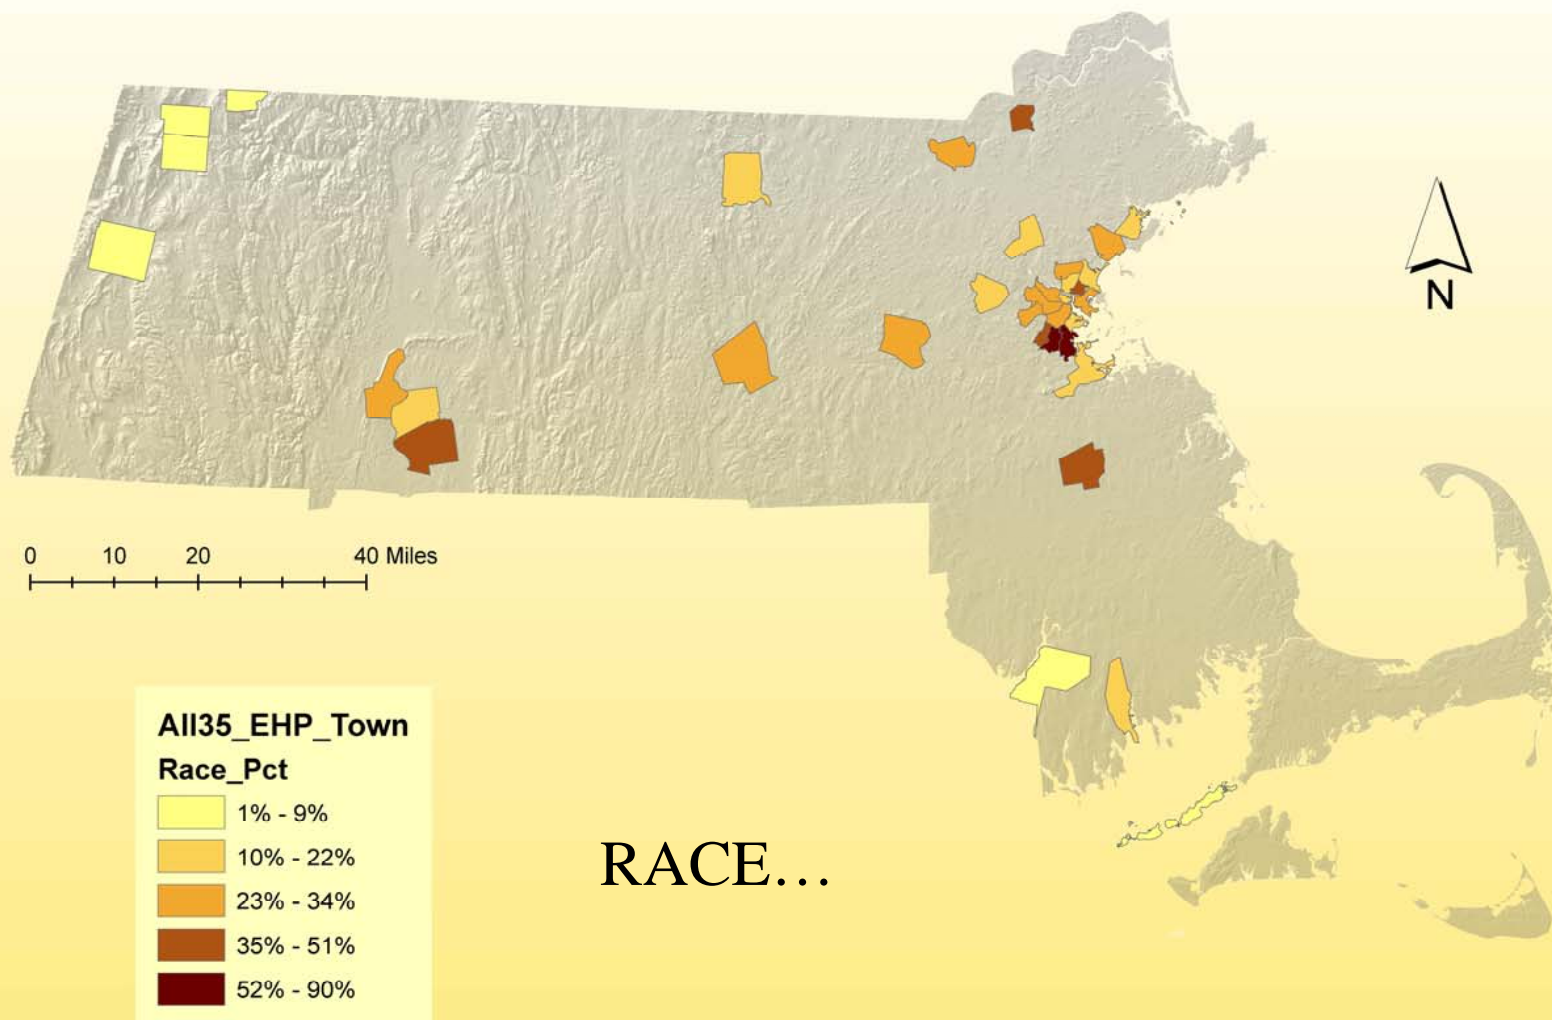 N
0 10 20 40 Miles
All35_EHP_Town
Race_Pct
1% - 9%
10% - 22%
23% - 34%
35% - 51%
52% - 90%
RACE...